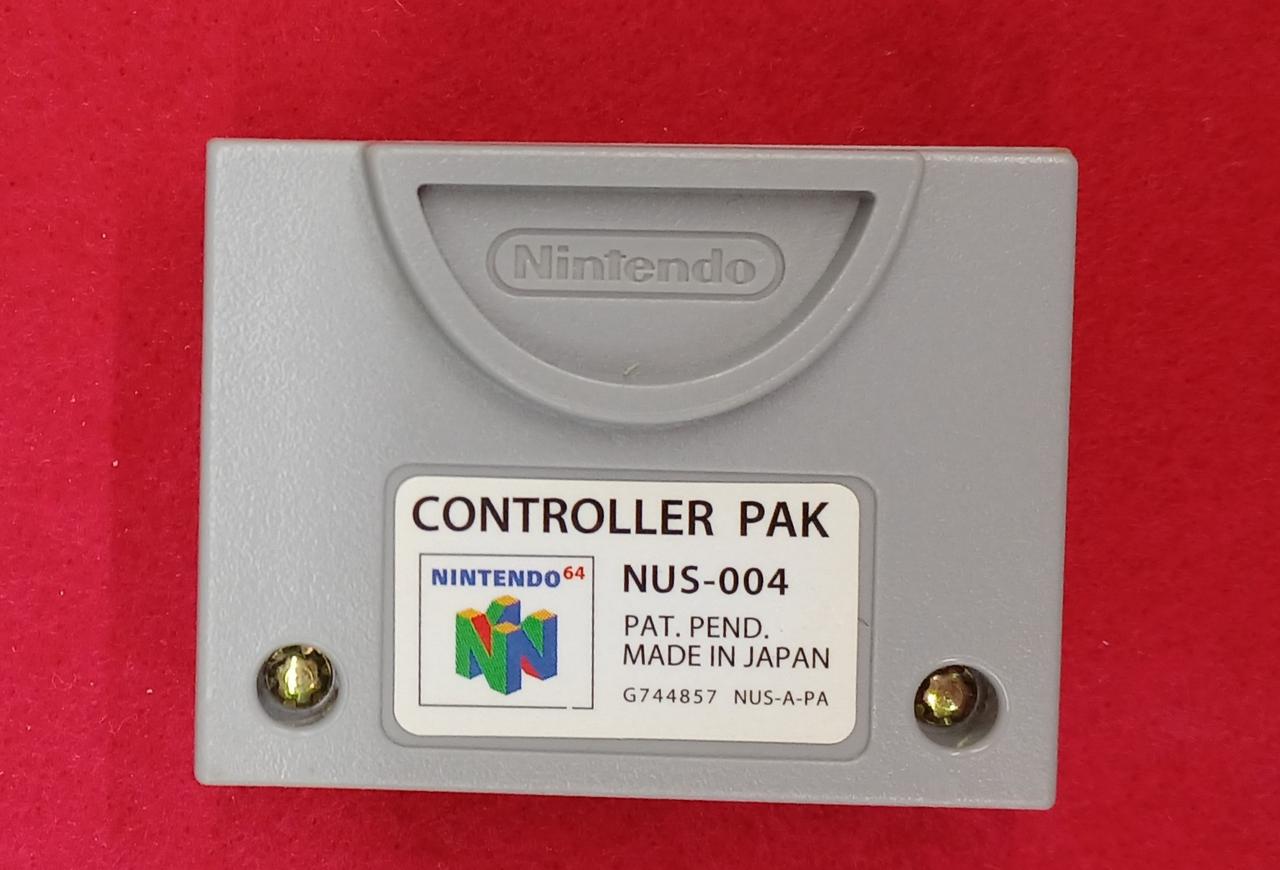 Nintendo
CONTROLLER PAK
NINTENDO64
NUS-004
PAT. PEND.
MADE IN JAPAN
G744857 NUS-A-PA